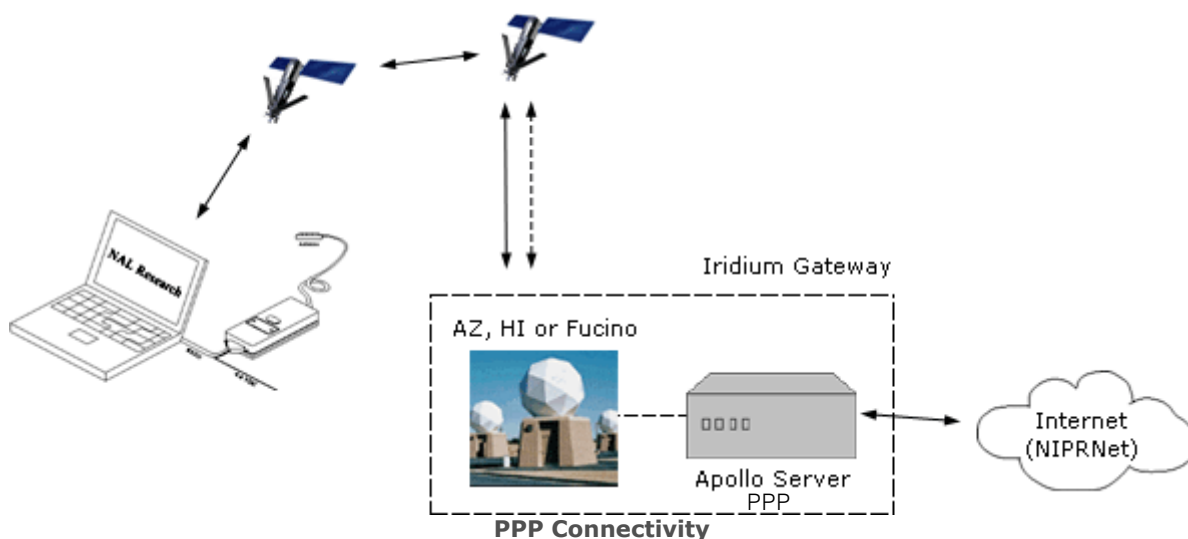 NAL Research
Iridium Gateway
AZ, HI or Fucino
Internet
(NIPRNet)
Apollo Server
PPP
PPP Connectivity